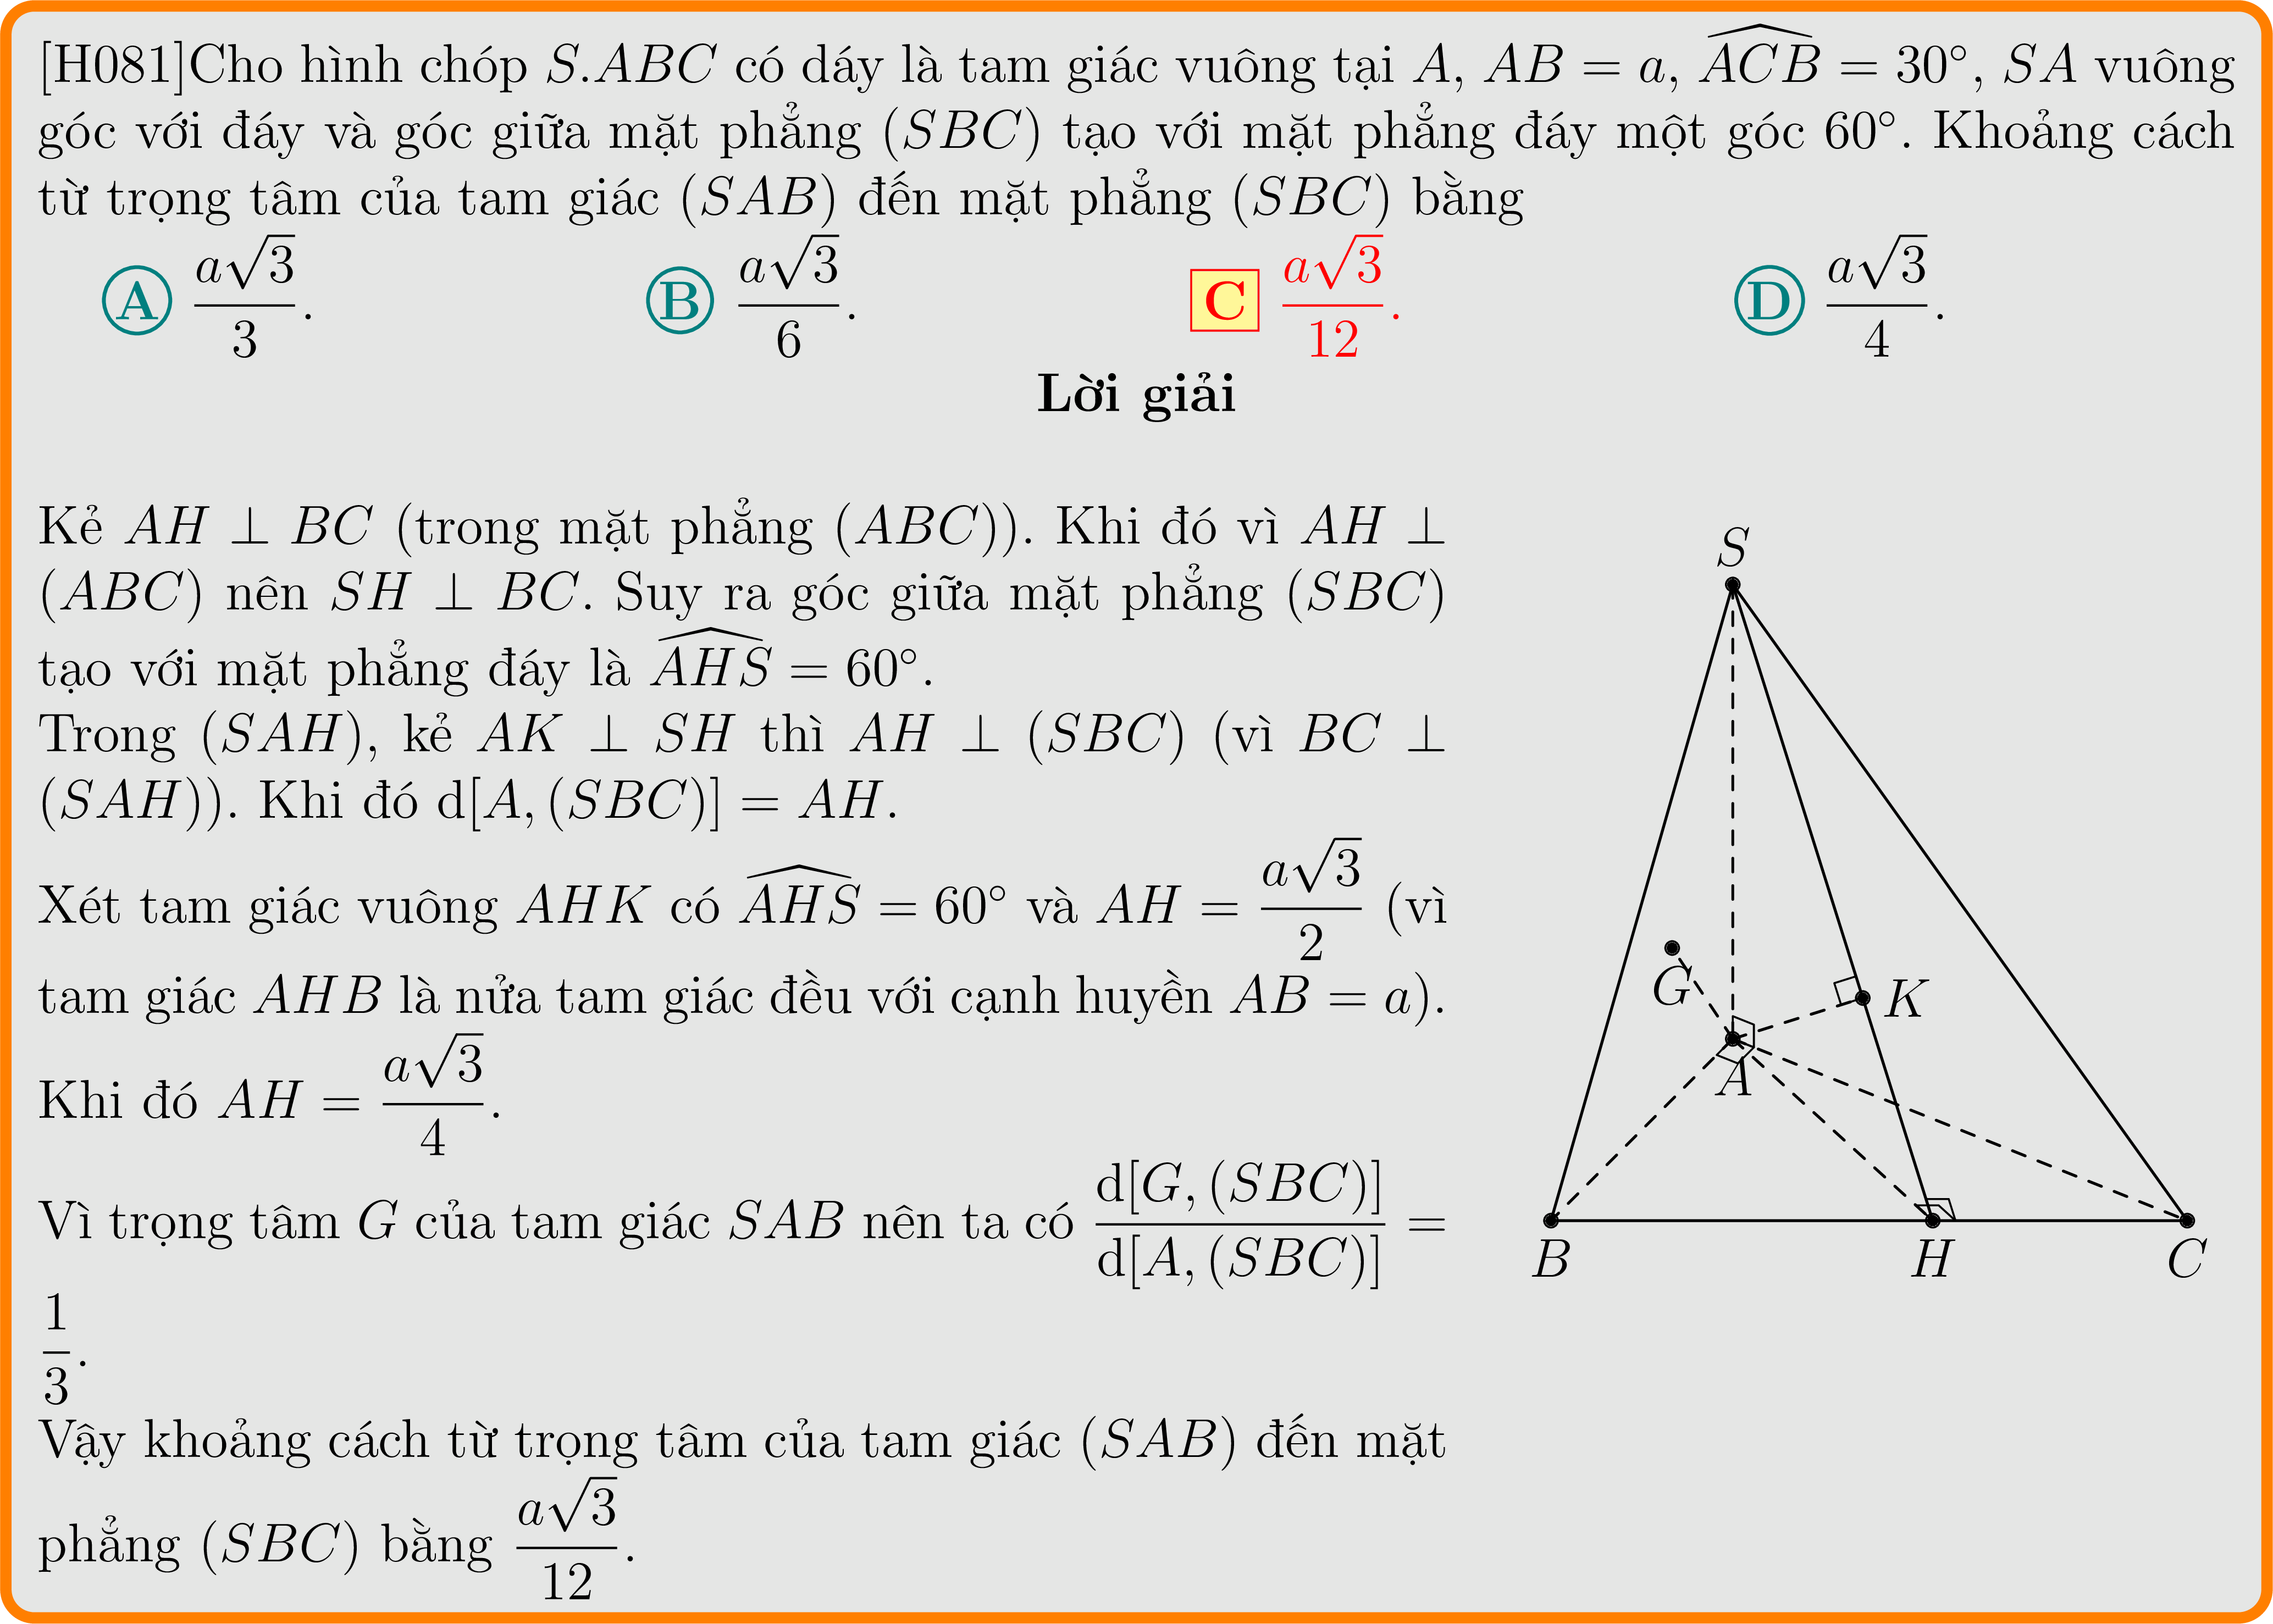 [H081]Cho hình chóp S.ABC có dáy là tam giác vuông tại A, AB = a, $\widehat{ACB}$ = 30°, SA vuông
góc với đáy và góc giữa mặt phẳng (SBC) tạo với mặt phẳng đáy một góc 60°. Khoảng cách
từ trọng tâm của tam giác (SAB) đến mặt phẳng (SBC) bằng
A $\frac{a\sqrt{3}}{3}$. B $\frac{a\sqrt{3}}{6}$. C $\frac{a\sqrt{3}}{12}$. D $\frac{a\sqrt{3}}{4}$.
Lời giải
Kẻ AH ⊥ BC (trong mặt phẳng (ABC)). Khi đó vì AH ⊥
(ABC) nên SH ⊥ BC. Suy ra góc giữa mặt phẳng (SBC)
tạo với mặt phẳng đáy là $\widehat{AHS}$ = 60°.
Trong (SAH), kẻ AK ⊥ SH thì AH ⊥ (SBC) (vì BC ⊥
(SAH)). Khi đó d[A, (SBC)] = AH.
Xét tam giác vuông AHK có $\widehat{AHS}$ = 60° và AH = $\frac{a\sqrt{3}}{2}$ (vì
tam giác AHB là nửa tam giác đều với cạnh huyền AB = a).
Khi đó AH = $\frac{a\sqrt{3}}{4}$.
Vì trọng tâm G của tam giác SAB nên ta có $\frac{d[G, (SBC)]}{d[A, (SBC)]}$ =
$\frac{1}{3}$.
Vậy khoảng cách từ trọng tâm của tam giác (SAB) đến mặt
phẳng (SBC) bằng $\frac{a\sqrt{3}}{12}$.
S
G
K
A
B
H
C